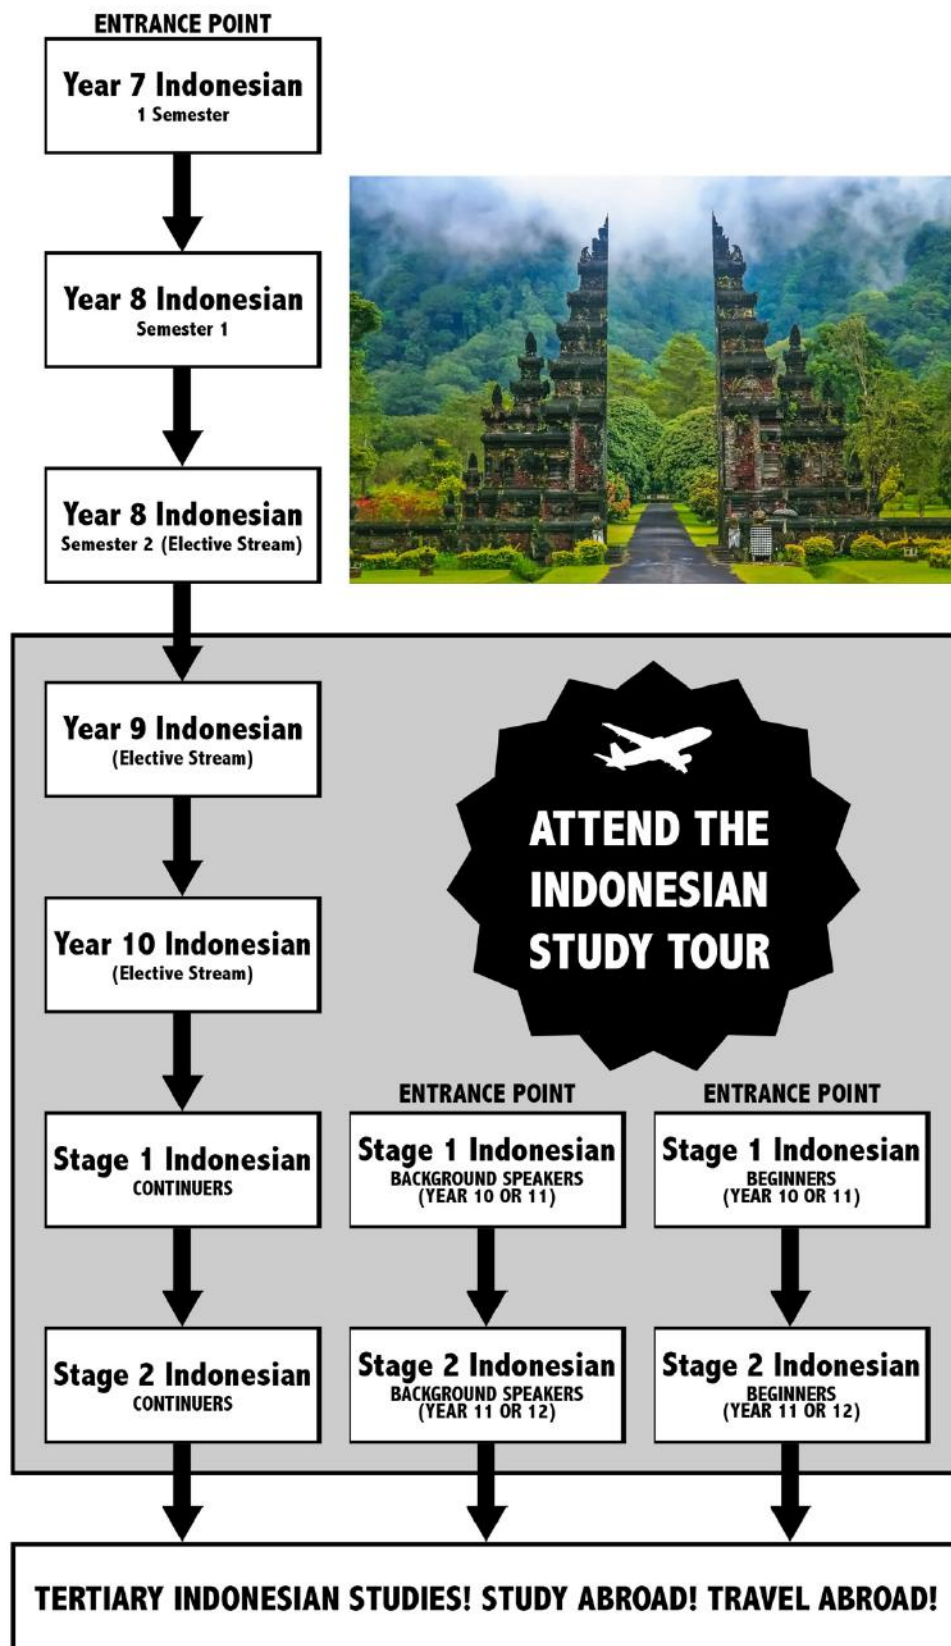 ENTRANCE POINT
Year 7 Indonesian
1 Semester
Year 8 Indonesian
Semester 1
Year 8 Indonesian
Semester 2 (Elective Stream)
Year 9 Indonesian
(Elective Stream)
ATTEND THE
INDONESIAN
STUDY TOUR
Year 10 Indonesian
(Elective Stream)
Stage 1 Indonesian
CONTINUERS
ENTRANCE POINT
Stage 1 Indonesian
BACKGROUND SPEAKERS
(YEAR 10 OR 11)
ENTRANCE POINT
Stage 1 Indonesian
BEGINNERS
(YEAR 10 OR 11)
Stage 2 Indonesian
CONTINUERS
Stage 2 Indonesian
BACKGROUND SPEAKERS
(YEAR 11 OR 12)
Stage 2 Indonesian
BEGINNERS
(YEAR 11 OR 12)
TERTIARY INDONESIAN STUDIES! STUDY ABROAD! TRAVEL ABROAD!